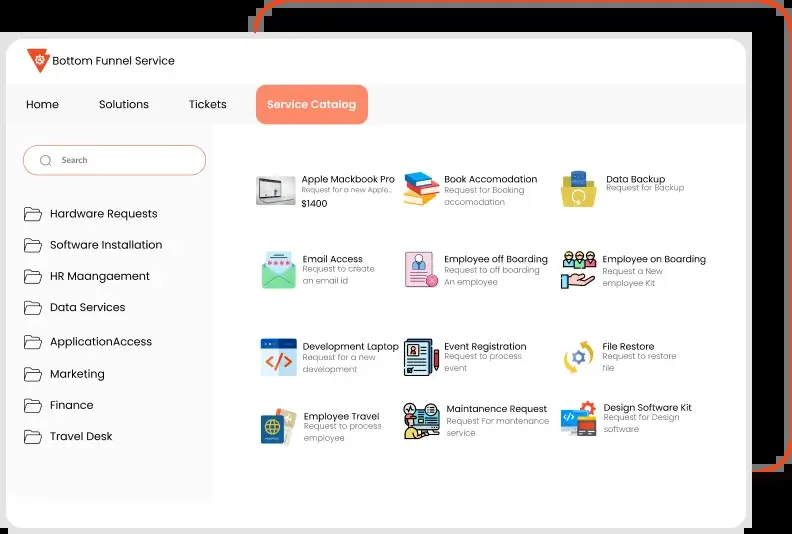 Bottom Funnel Service
Home Solutions Tickets Service Catalog
Search
Hardware Requests
Software Installation
HR Maangaement
Data Services
ApplicationAccess
Marketing
Finance
Travel Desk
Apple Mackbook Pro
Request for a new Apple...
$1400
Book Accomodation
Request for Booking
accomodation
Data Backup
Request for Backup
Email Access
Request to create
an email id
Employee off Boarding
Request to off boarding
An employee
Employee on Boarding
Request a New
employee Kit
Development Laptop
Request for a new
development
Event Registration
Request to process
event
File Restore
Request to restore
file
Employee Travel
Request to process
employee
Maintanence Request
Request For mantenance
service
Design Software Kit
Request for Design
software